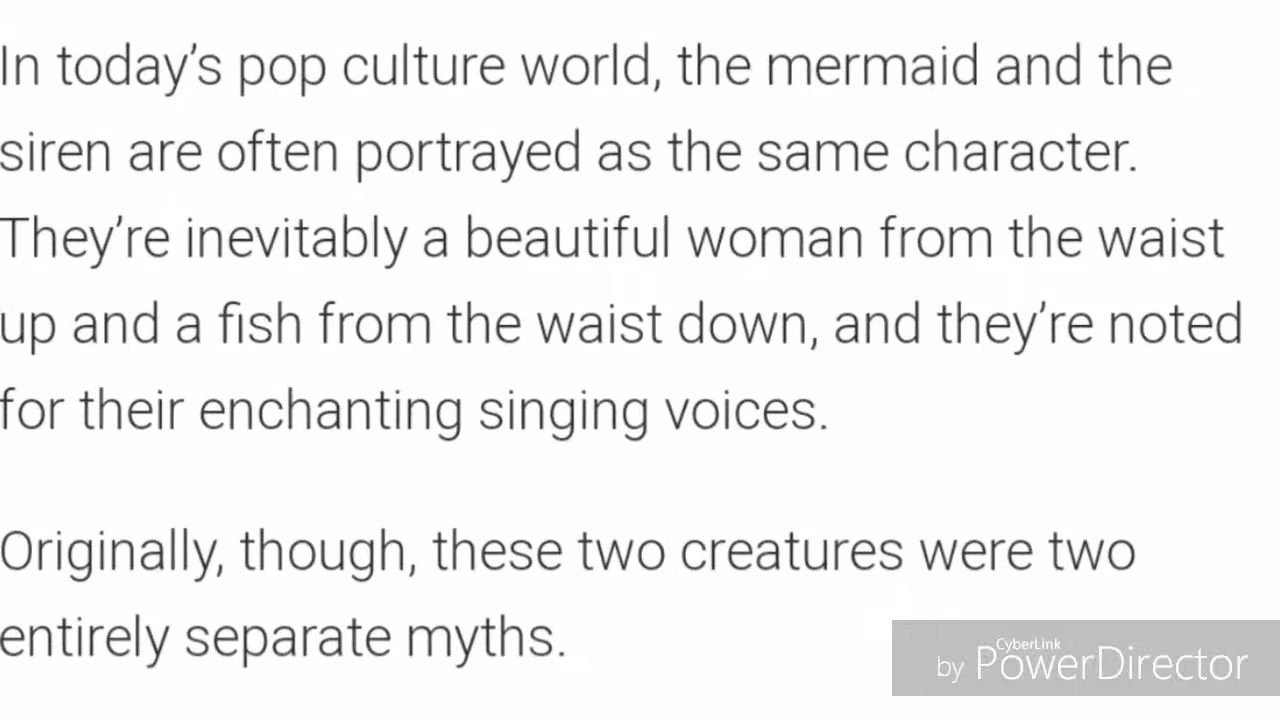 In today’s pop culture world, the mermaid and the
siren are often portrayed as the same character.
They’re inevitably a beautiful woman from the waist
up and a fish from the waist down, and they’re noted
for their enchanting singing voices.
Originally, though, these two creatures were two
entirely separate myths.
CyberLink
by PowerDirector